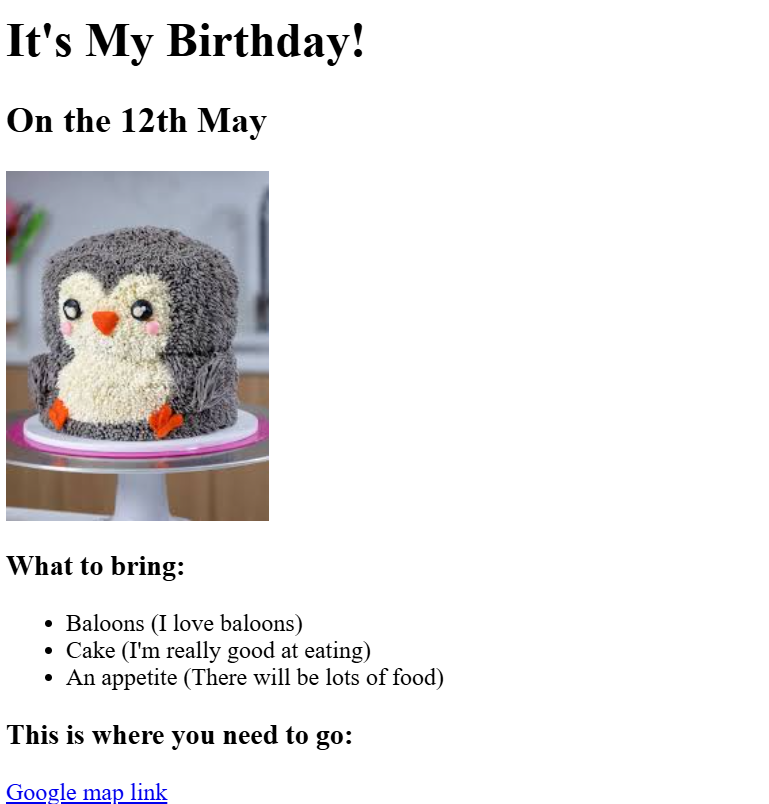 It's My Birthday!
On the 12th May
What to bring:
Baloons (I love baloons)
Cake (I'm really good at eating)
An appetite (There will be lots of food)
This is where you need to go:
Google map link